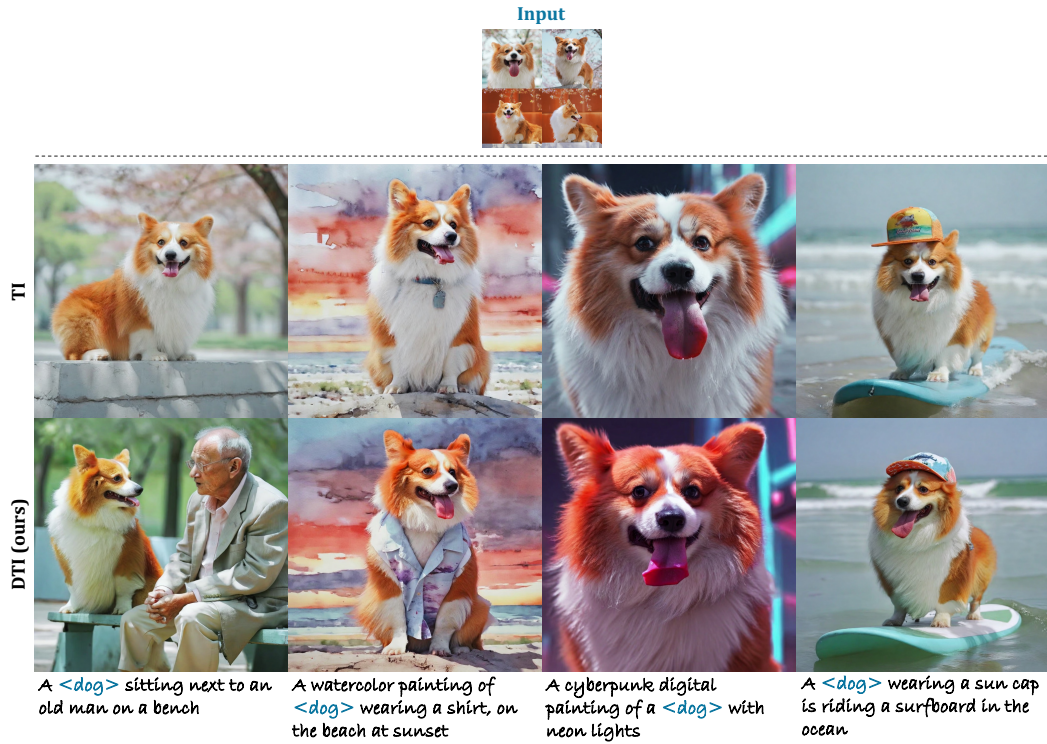 Input
TI
DTI (ours)
A <dog> sitting next to an
old man on a bench
A watercolor painting of
<dog> wearing a shirt, on
the beach at sunset
A cyberpunk digital
painting of a <dog> with
neon lights
A <dog> wearing a sun cap
is riding a surfboard in the
ocean